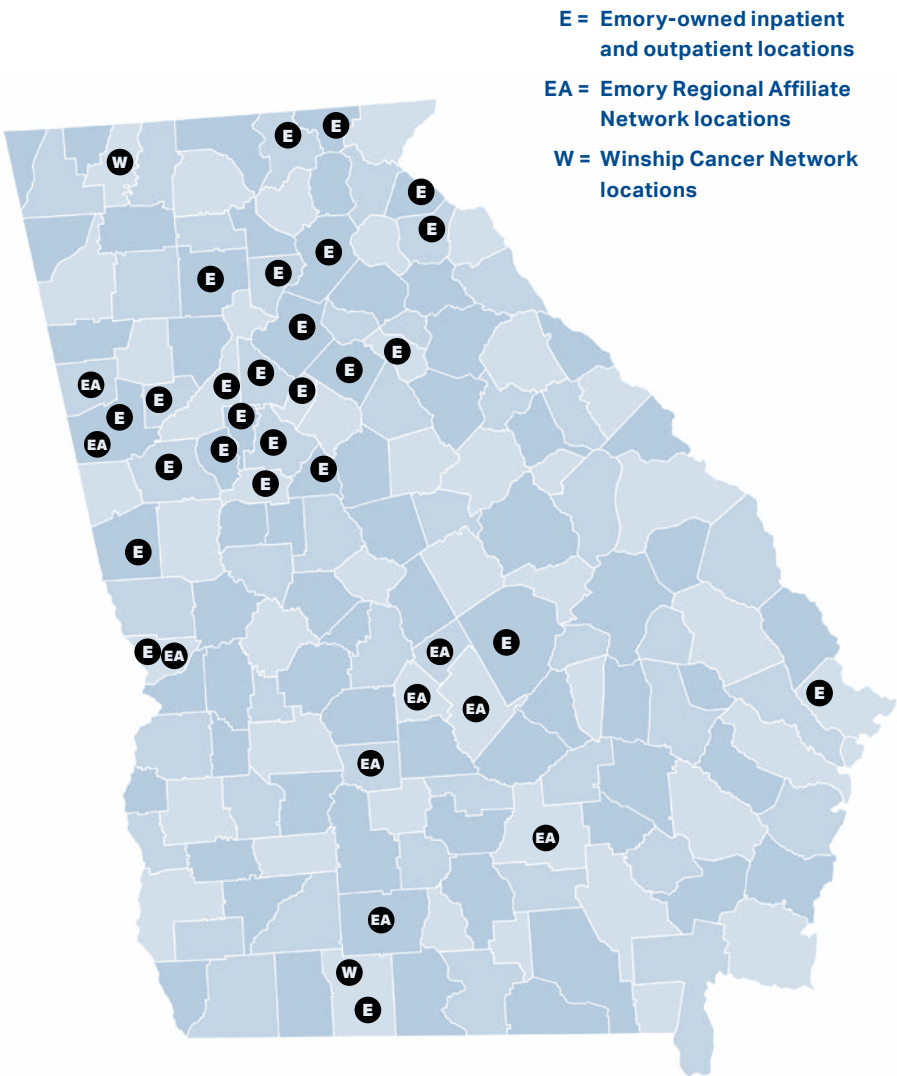 E = Emory-owned inpatient
and outpatient locations
EA = Emory Regional Affiliate
Network locations
W = Winship Cancer Network
locations
E
E
W
E
E
E
E
E
E
E
E
E
E
EA
E
E
E
E
EA
E
E
E
E
E
E
E
E
EA
EA
E
E
EA
EA
EA
EA
EA
W
E